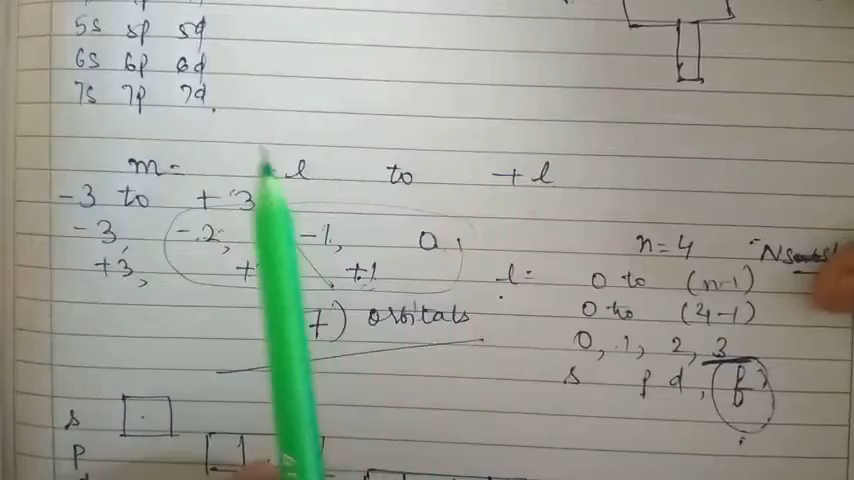 5s 5p 5d
6s 6p 6d
7s 7p 7d.
m = l to + l
-3 to + 3
-3, -2, -1, 0,
+3, + +1
7) orbitals
n=4
l = 0 to (n-1)
0 to (4-1)
0, 1, 2, 3
s p d, f
s
p